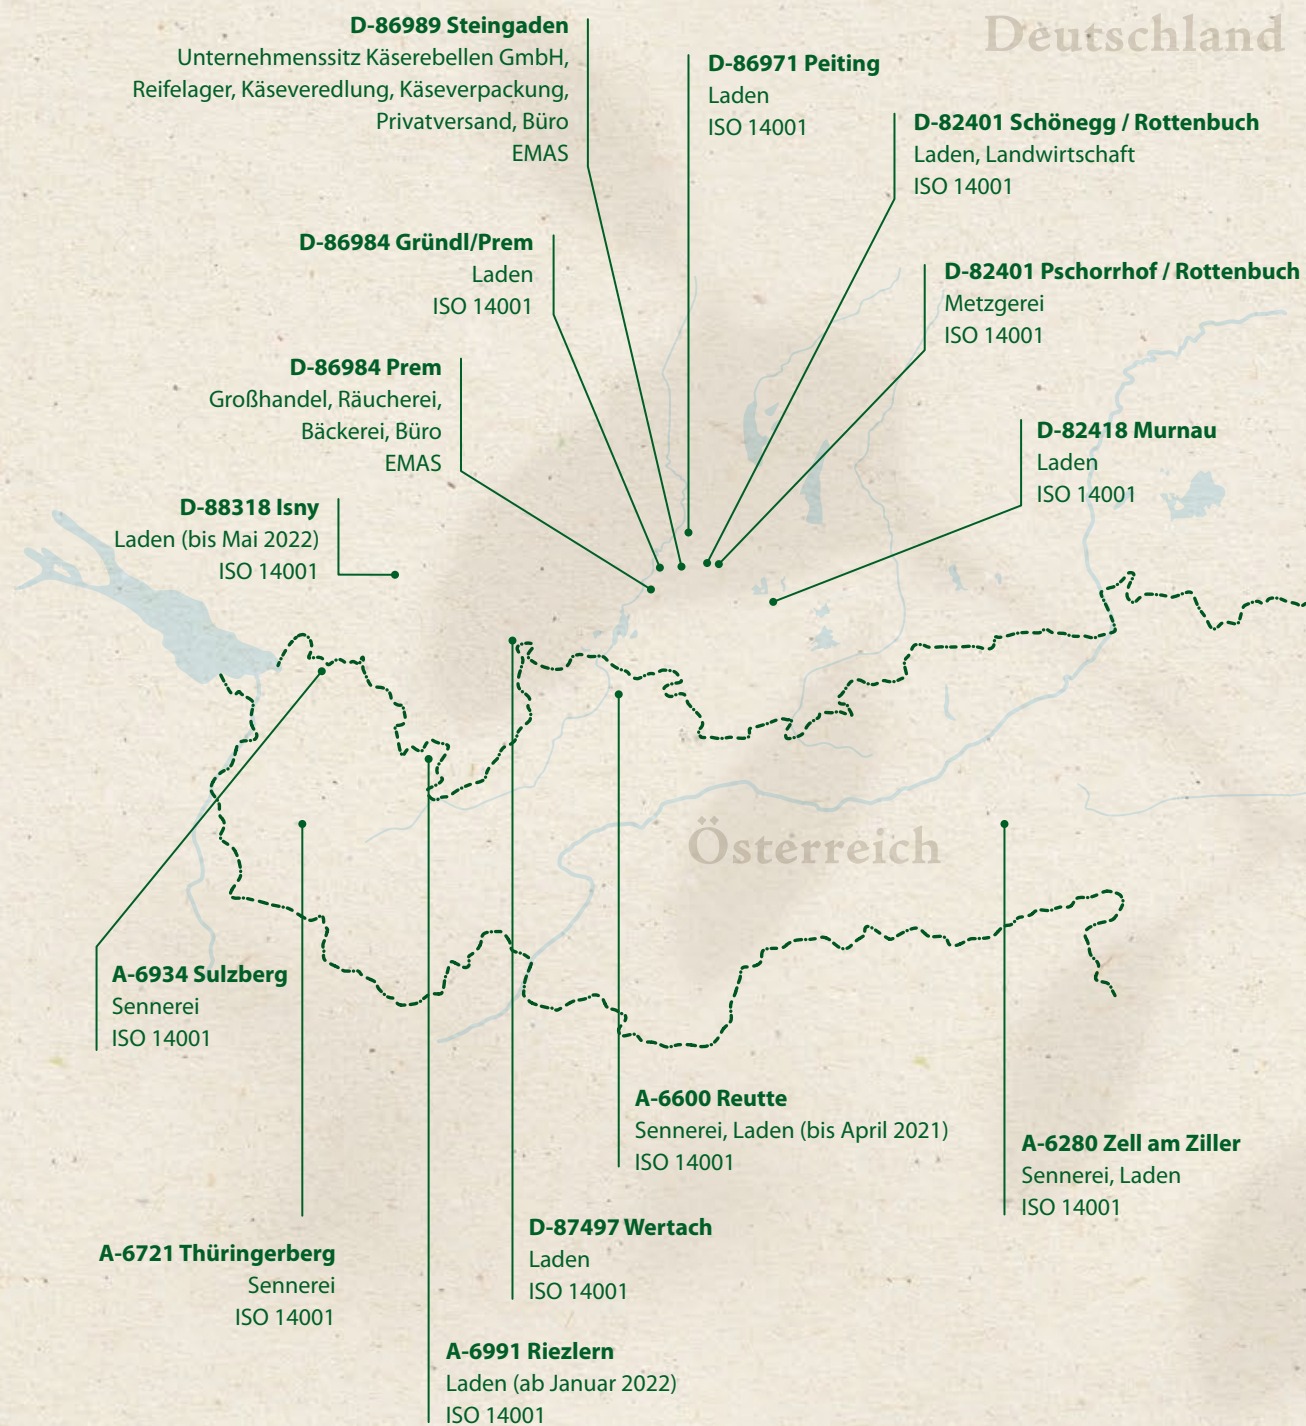 Deutschland
D-86989 Steingaden
Unternehmenssitz Käserebellen GmbH,
Reifelager, Käseveredlung, Käseverpackung,
Privatversand, Büro
EMAS
D-86971 Peiting
Laden
ISO 14001
D-82401 Schönegg / Rottenbuch
Laden, Landwirtschaft
ISO 14001
D-86984 Gründl/Prem
Laden
ISO 14001
D-82401 Pschorrhof / Rottenbuch
Metzgerei
ISO 14001
D-86984 Prem
Großhandel, Räucherei,
Bäckerei, Büro
EMAS
D-82418 Murnau
Laden
ISO 14001
D-88318 Isny
Laden (bis Mai 2022)
ISO 14001
Österreich
A-6934 Sulzberg
Sennerei
ISO 14001
A-6600 Reutte
Sennerei, Laden (bis April 2021)
ISO 14001
A-6280 Zell am Ziller
Sennerei, Laden
ISO 14001
D-87497 Wertach
Laden
ISO 14001
A-6721 Thüringerberg
Sennerei
ISO 14001
A-6991 Riezlern
Laden (ab Januar 2022)
ISO 14001